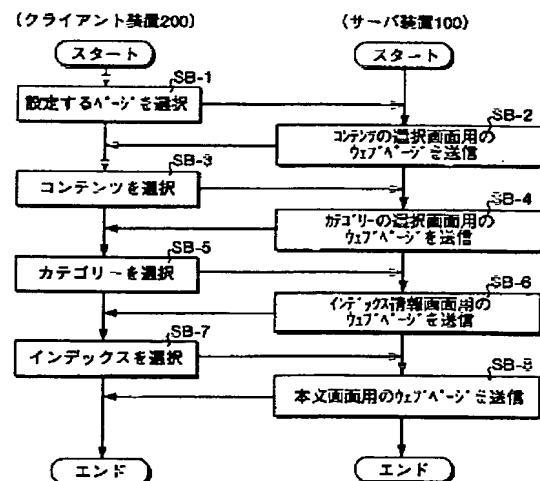 (クライアント装置200)
(サーバ装置100)
スタート
スタート
SB-1
設定するページを選択
SB-2
コンテンツの選択画面用の
ウェブページを送信
SB-3
コンテンツを選択
SB-4
カテゴリーの選択画面用の
ウェブページを送信
SB-5
カテゴリーを選択
SB-6
インデックス情報画面用の
ウェブページを送信
SB-7
インデックスを選択
SB-8
本文画面用のウェブページを送信
エンド
エンド